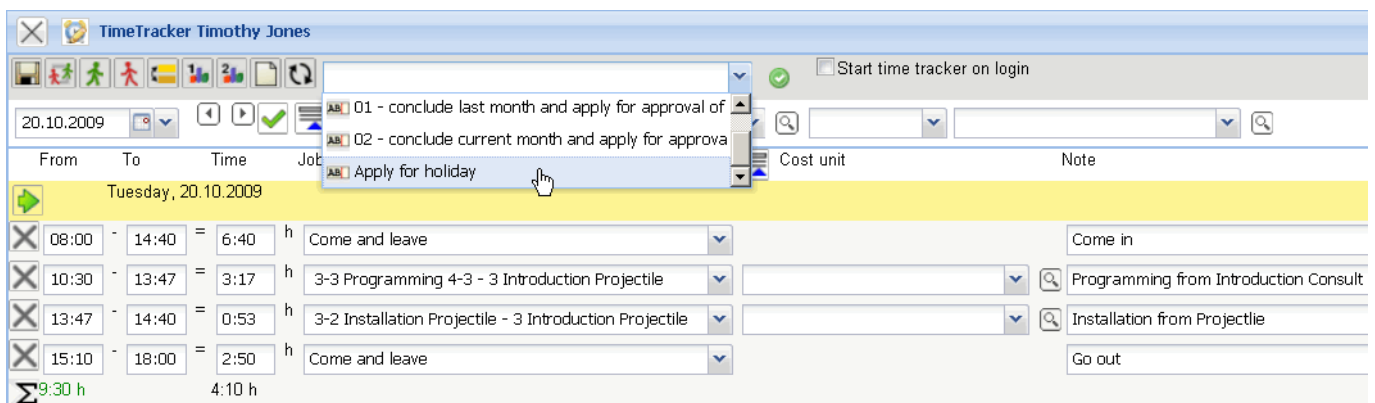 TimeTracker Timothy Jones
Start time tracker on login
01 - conclude last month and apply for approval of
20.10.2009
02 - conclude current month and apply for approva
From To Time Job Cost unit Note
Apply for holiday
Tuesday, 20.10.2009
08:00 - 14:40 = 6:40 h Come and leave Come in
10:30 - 13:47 = 3:17 h 3-3 Programming 4-3 - 3 Introduction Projectile Programming from Introduction Consult
13:47 - 14:40 = 0:53 h 3-2 Installation Projectile - 3 Introduction Projectile Installation from Projectlie
15:10 - 18:00 = 2:50 h Come and leave Go out
Σ 9:30 h 4:10 h